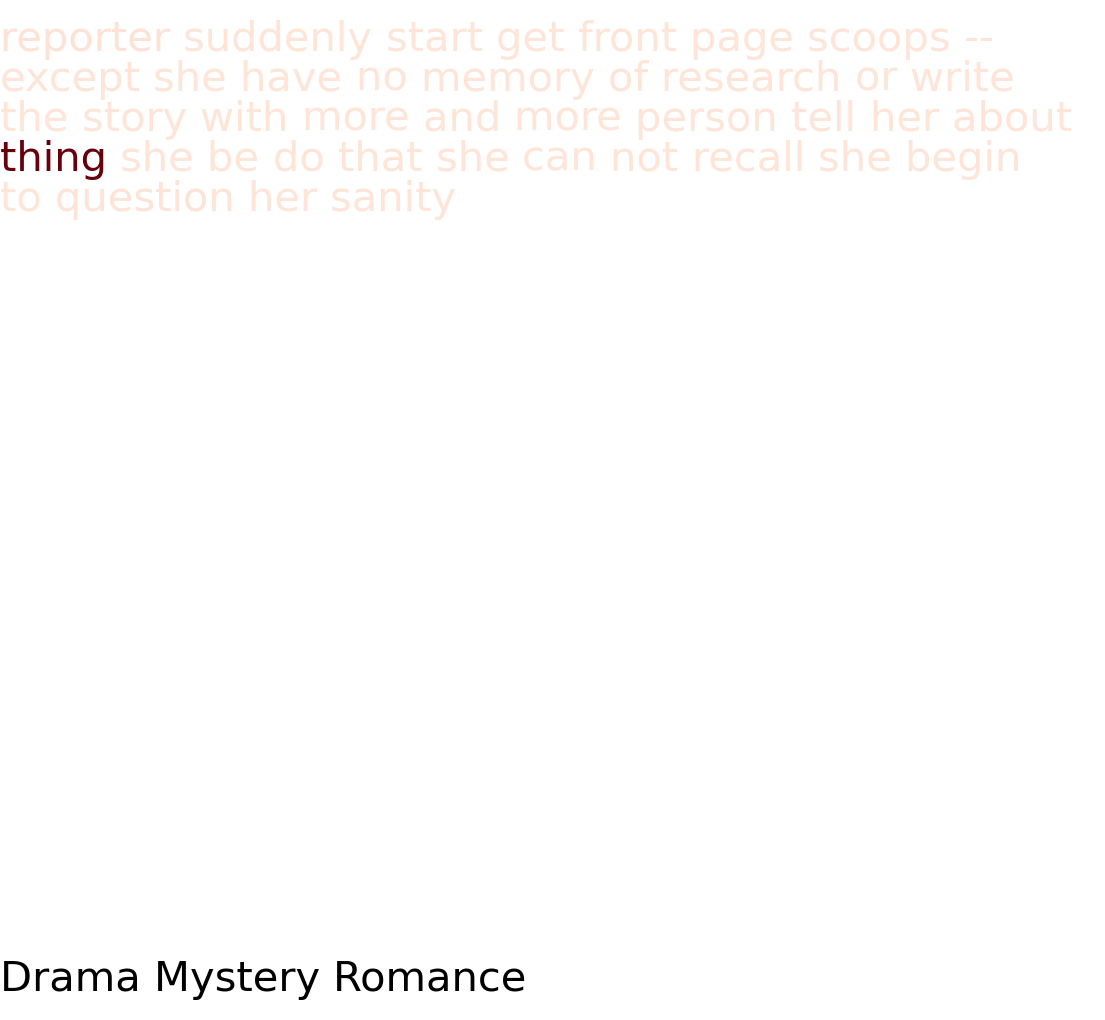 reporter suddenly start get front page scoops --
except she have no memory of research or write
the story with more and more person tell her about
thing she be do that she can not recall she begin
to question her sanity
Drama Mystery Romance